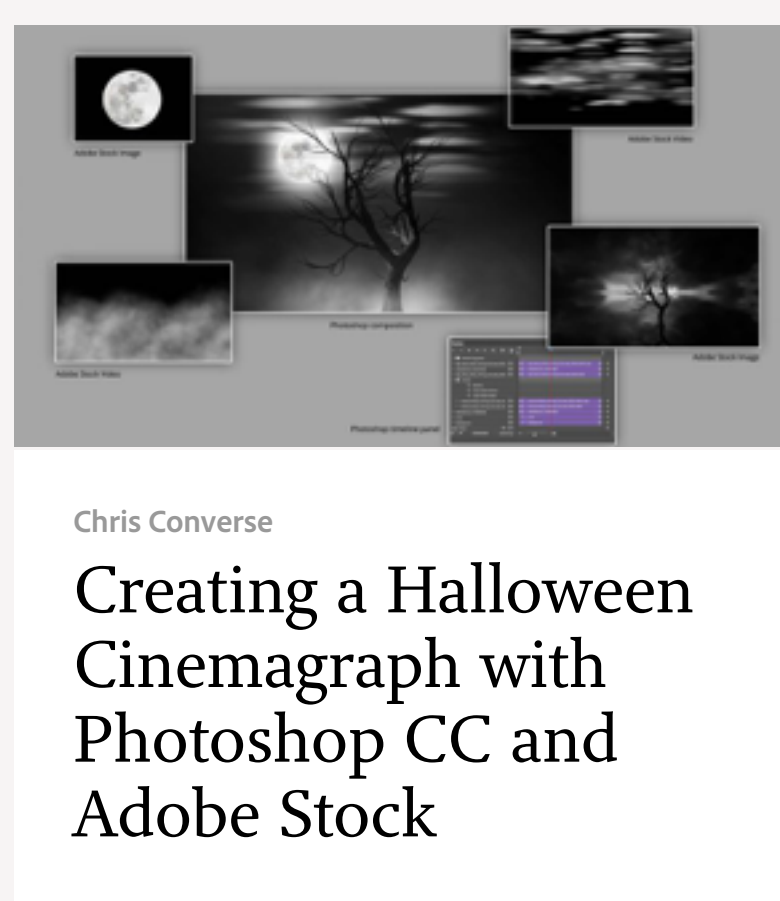 Adobe Stock Image
Adobe Stock Video
Photoshop composition
Adobe Stock Video
Adobe Stock Image
Photoshop timeline panel
Chris Converse
Creating a Halloween
Cinemagraph with
Photoshop CC and
Adobe Stock